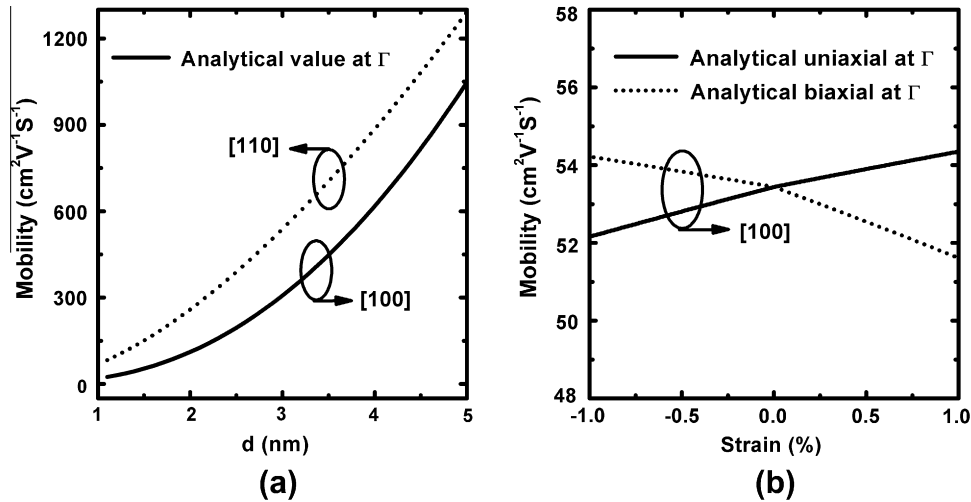 1200
900
600
300
0
Mobility (cm²V⁻¹S⁻¹)
Analytical value at Γ
[110]
[100]
1 2 3 4 5
d (nm)
(a)
58
56
54
52
50
48
Mobility (cm²V⁻¹S⁻¹)
Analytical uniaxial at Γ
Analytical biaxial at Γ
[100]
-1.0 -0.5 0.0 0.5 1.0
Strain (%)
(b)